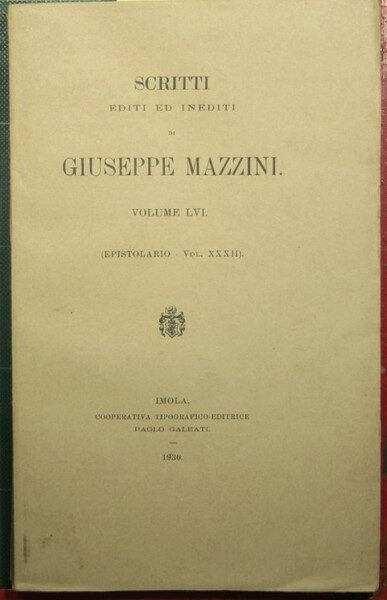 SCRITTI
EDITI ED INEDITI
DI
GIUSEPPE MAZZINI.
VOLUME LVI.
(EPISTOLARIO - VOL. XXXII).
IMOLA,
COOPERATIVA TIPOGRAFICO-EDITRICE
PAOLO GALEATI.
—
1930.